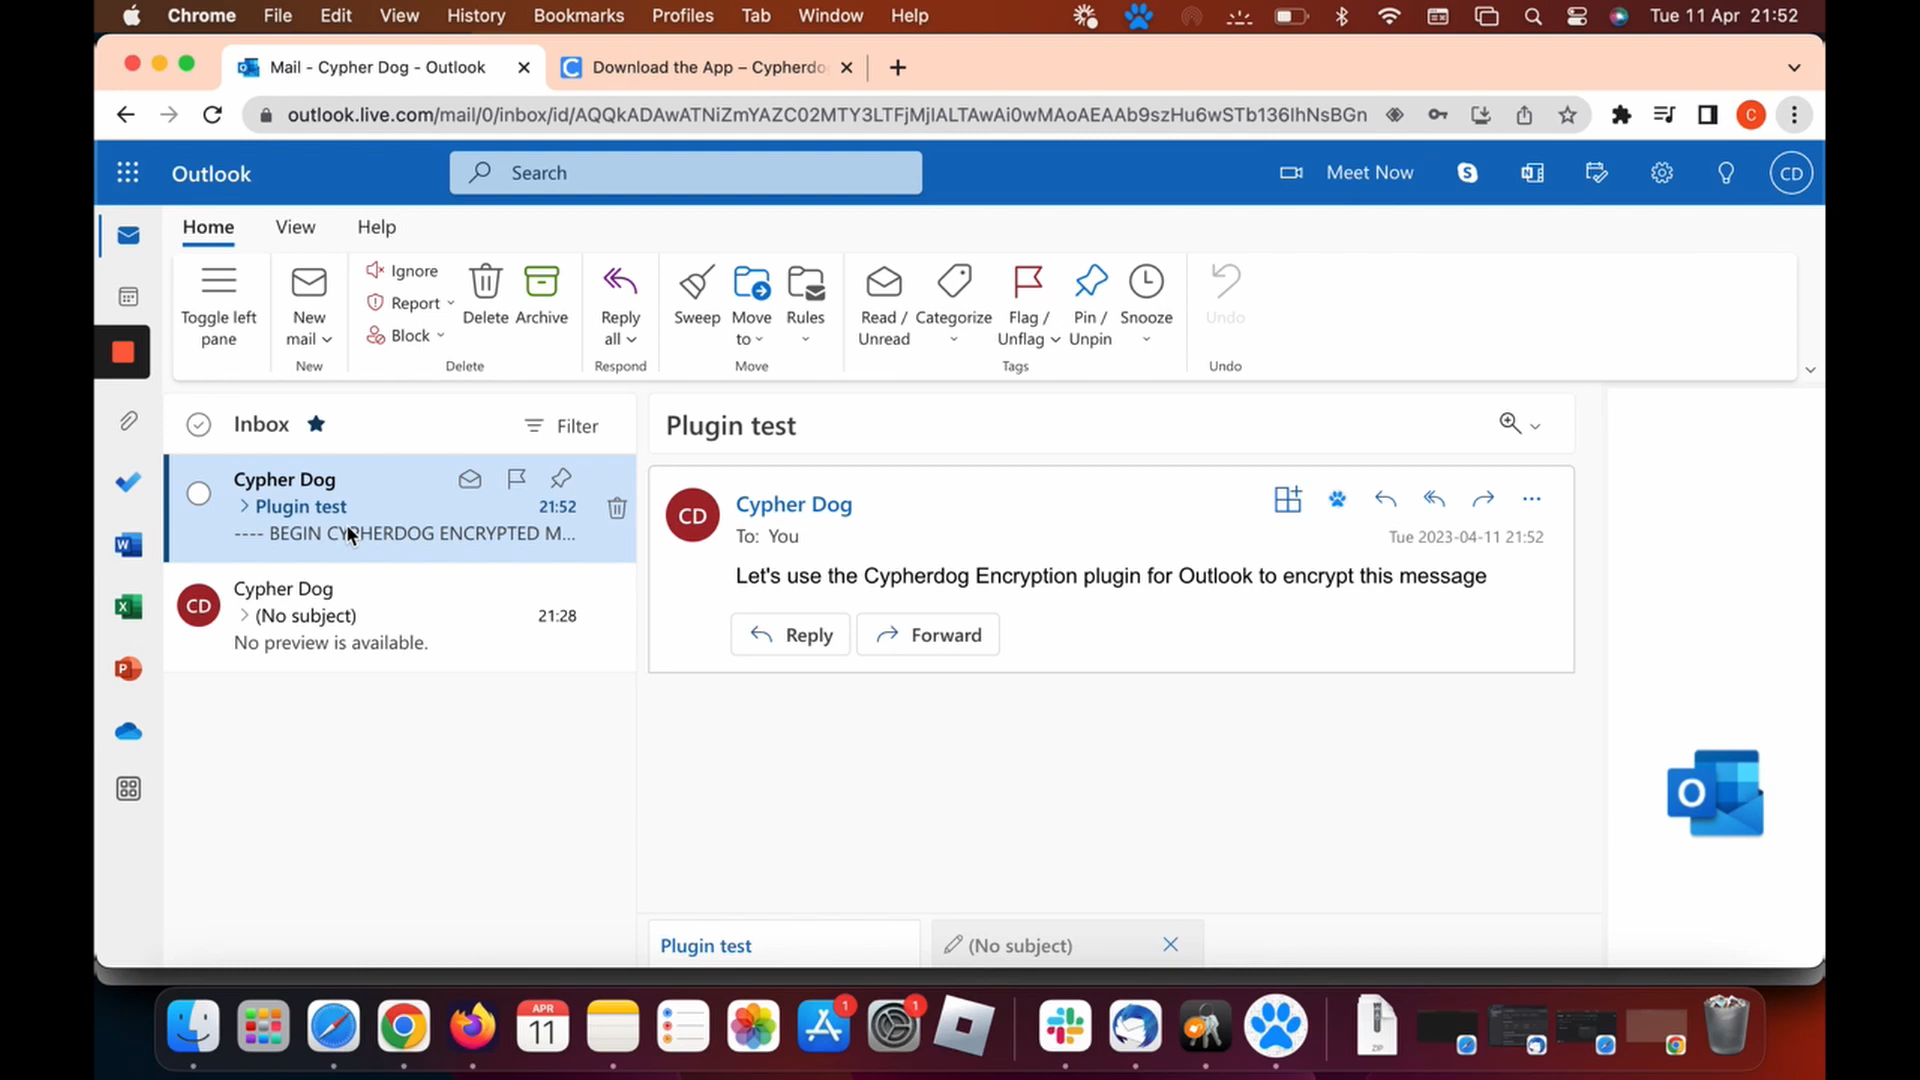 Chrome File Edit View History Bookmarks Profiles Tab Window Help Tue 11 Apr 21:52
Mail - Cypher Dog - Outlook Download the App – Cypherdo
outlook.live.com/mail/0/inbox/id/AQQkADAwATNiZmYAZC02MTY3LTFjMjIALTAwAi0wMAoAEAAb9szHu6wSTb136IhNsBGn C
Outlook Search Meet Now CD
Home View Help
Toggle left pane
New mail
New
Ignore
Report
Block
Delete
Archive
Delete
Reply all
Respond
Sweep
Move to
Rules
Move
Read / Unread
Categorize
Flag / Unflag
Pin / Unpin
Snooze
Tags
Undo
Undo
Inbox Filter
Cypher Dog
Plugin test 21:52
---- BEGIN CYPHERDOG ENCRYPTED M...
CD
Cypher Dog
(No subject) 21:28
No preview is available.
Plugin test
CD
Cypher Dog
To: You Tue 2023-04-11 21:52
Let's use the Cypherdog Encryption plugin for Outlook to encrypt this message
Reply Forward
Plugin test (No subject)
APR
11
1
1
ZIP